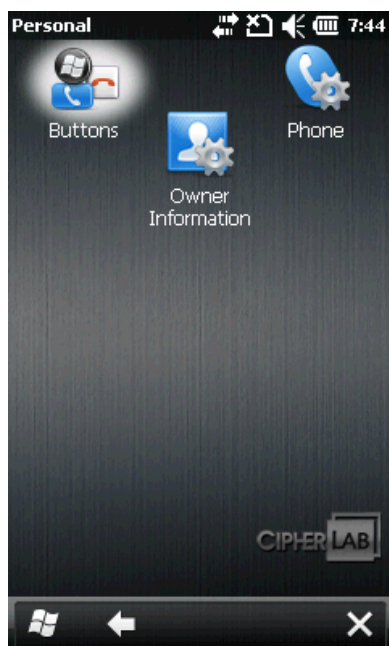 Personal 7:44
Buttons
Phone
Owner
Information
CIPHERLAB